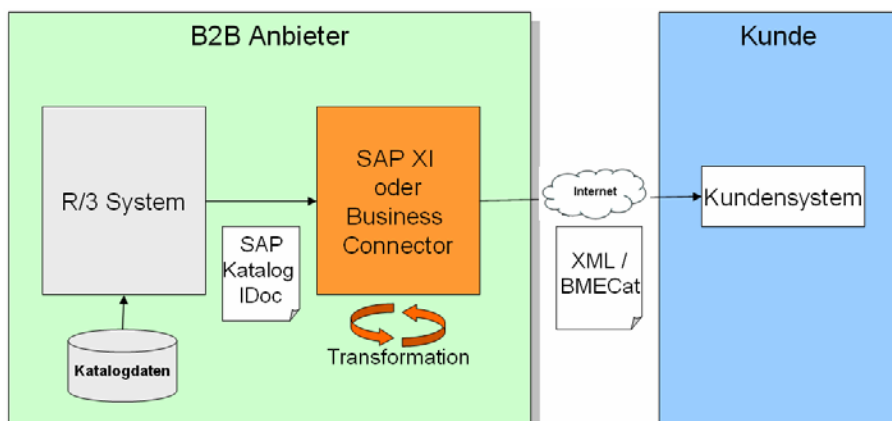 B2B Anbieter
Kunde
R/3 System
SAP XI
oder
Business
Connector
Internet
Kundensystem
SAP
Katalog
IDoc
XML /
BMECat
Transformation
Katalogdaten